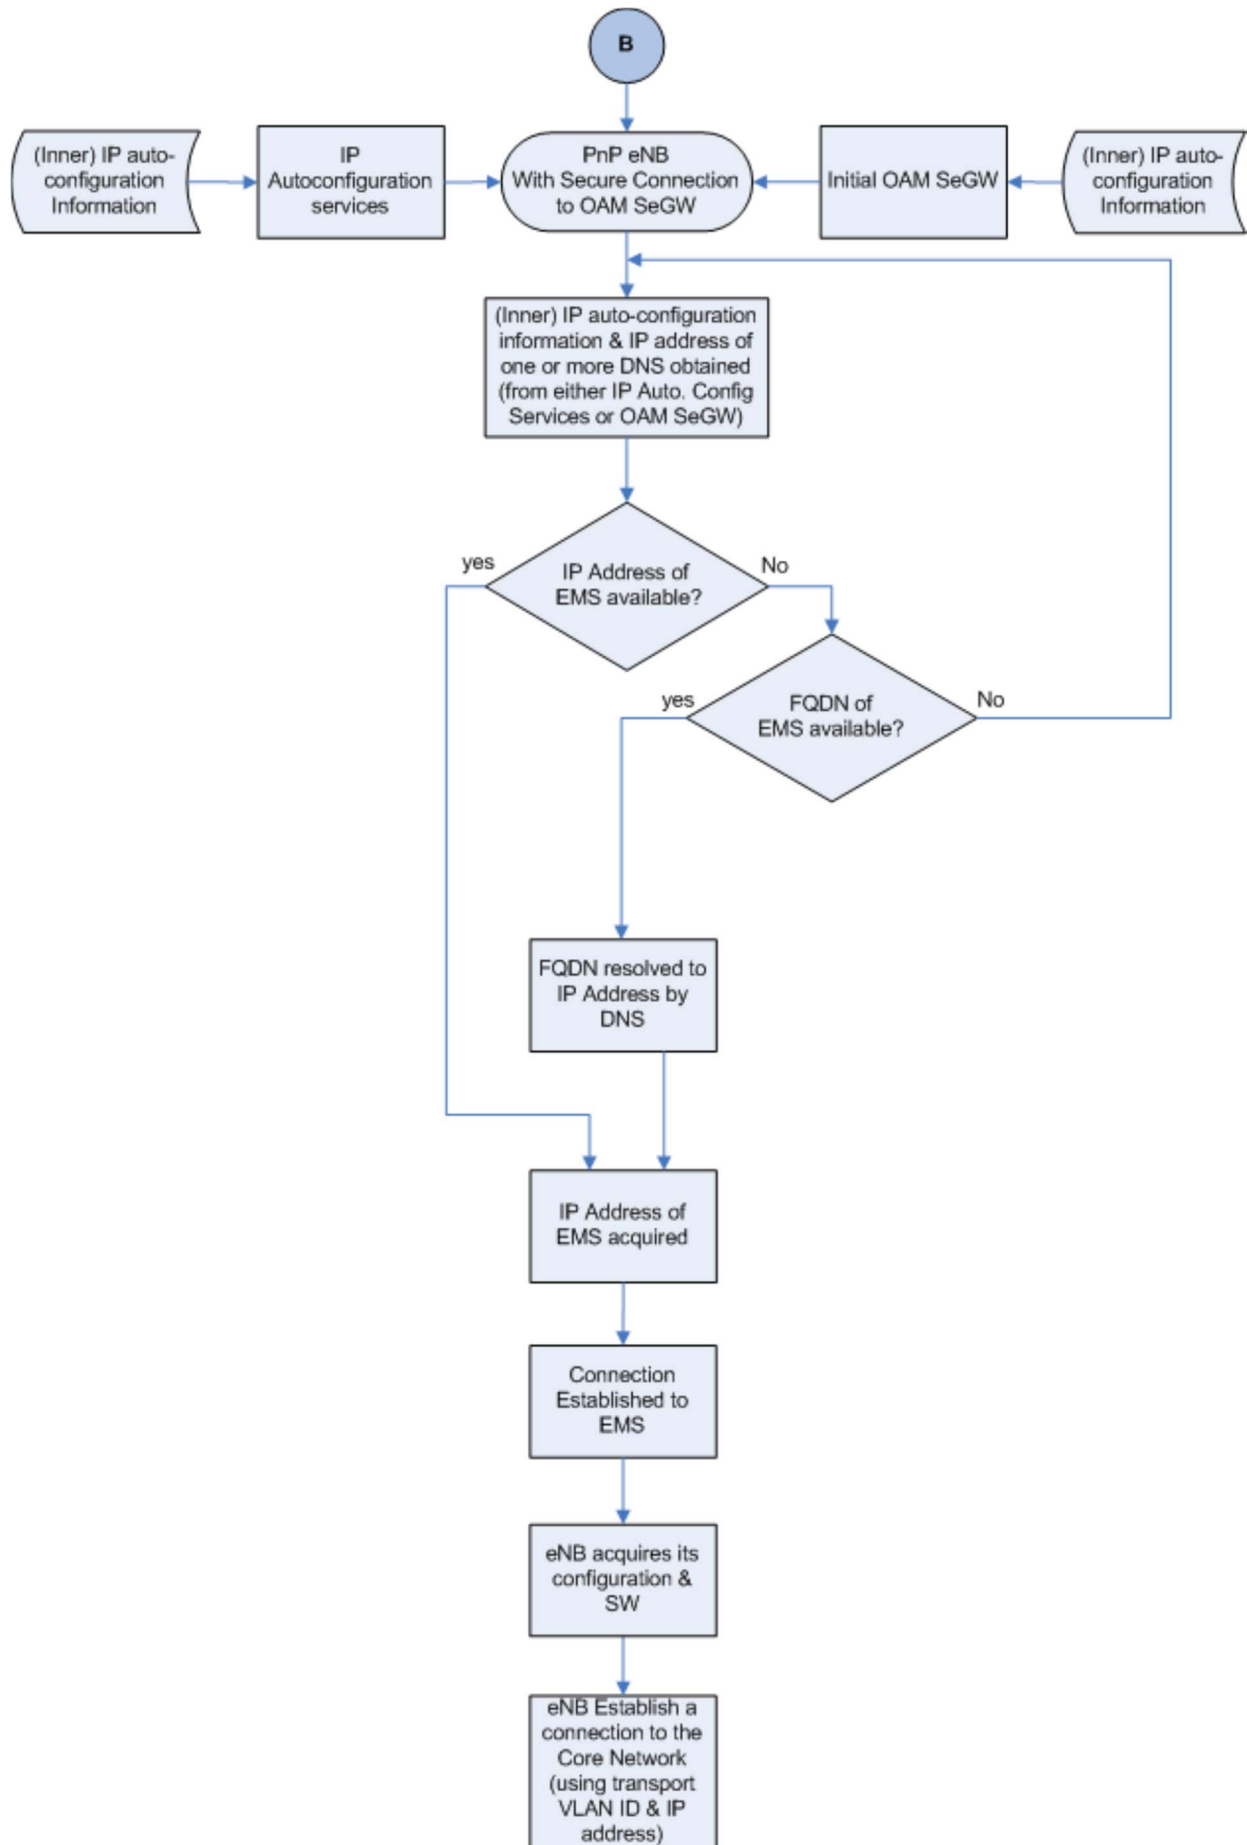 B
(Inner) IP auto-
configuration
Information
IP
Autoconfiguration
services
PnP eNB
With Secure Connection
to OAM SeGW
Initial OAM SeGW
(Inner) IP auto-
configuration
Information
(Inner) IP auto-configuration
information & IP address of
one or more DNS obtained
(from either IP Auto. Config
Services or OAM SeGW)
yes
IP Address of
EMS available?
No
yes
FQDN of
EMS available?
No
FQDN resolved to
IP Address by
DNS
IP Address of
EMS acquired
Connection
Established to
EMS
eNB acquires its
configuration &
SW
eNB Establish a
connection to the
Core Network
(using transport
VLAN ID & IP
address)